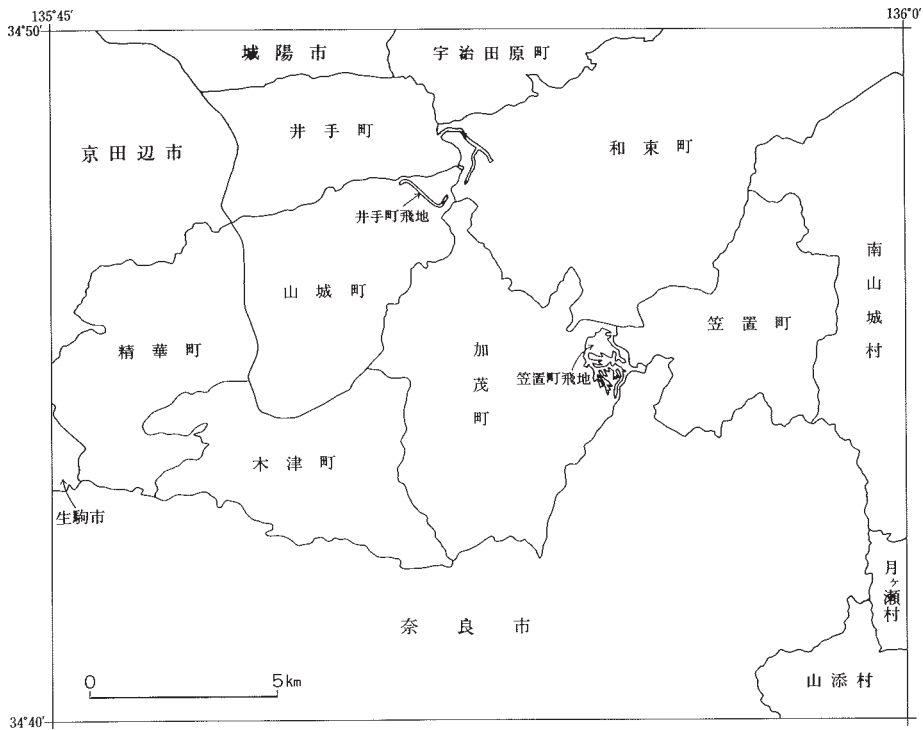 135°45′
136°0′
34°50′
城陽市
宇治田原町
井手町
京田辺市
和束町
井手町飛地
南山城村
山城町
笠置町
精華町
加茂町
笠置町飛地
木津町
生駒市
月ヶ瀬村
奈良市
山添村
0 5km
34°40′